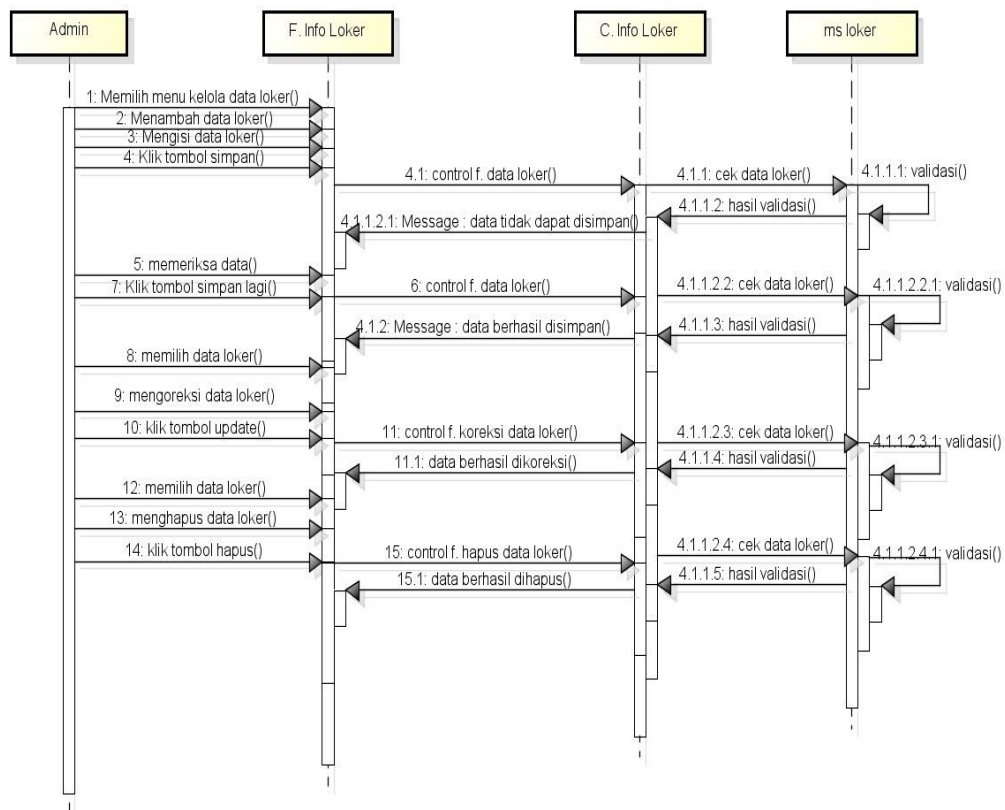 Admin
F. Info Loker
C. Info Loker
ms loker
1: Memilih menu kelola data loker()
2: Menambah data loker()
3: Mengisi data loker()
4: Klik tombol simpan()
4.1: control f. data loker()
4.1.1: cek data loker()
4.1.1.1: validasi()
4.1.1.2: hasil validasi()
4.1.1.2.1: Message : data tidak dapat disimpan()
5: memeriksa data()
7: Klik tombol simpan lagi()
6: control f. data loker()
4.1.1.2.2: cek data loker()
4.1.1.2.2.1: validasi()
4.1.2: Message : data berhasil disimpan()
4.1.1.3: hasil validasi()
8: memilih data loker()
9: mengoreksi data loker()
10: klik tombol update()
11: control f. koreksi data loker()
4.1.1.2.3: cek data loker()
4.1.1.2.3.1: validasi()
11.1: data berhasil dikoreksi()
4.1.1.4: hasil validasi()
12: memilih data loker()
13: menghapus data loker()
14: klik tombol hapus()
15: control f. hapus data loker()
4.1.1.2.4: cek data loker()
4.1.1.2.4.1: validasi()
15.1: data berhasil dihapus()
4.1.1.5: hasil validasi()